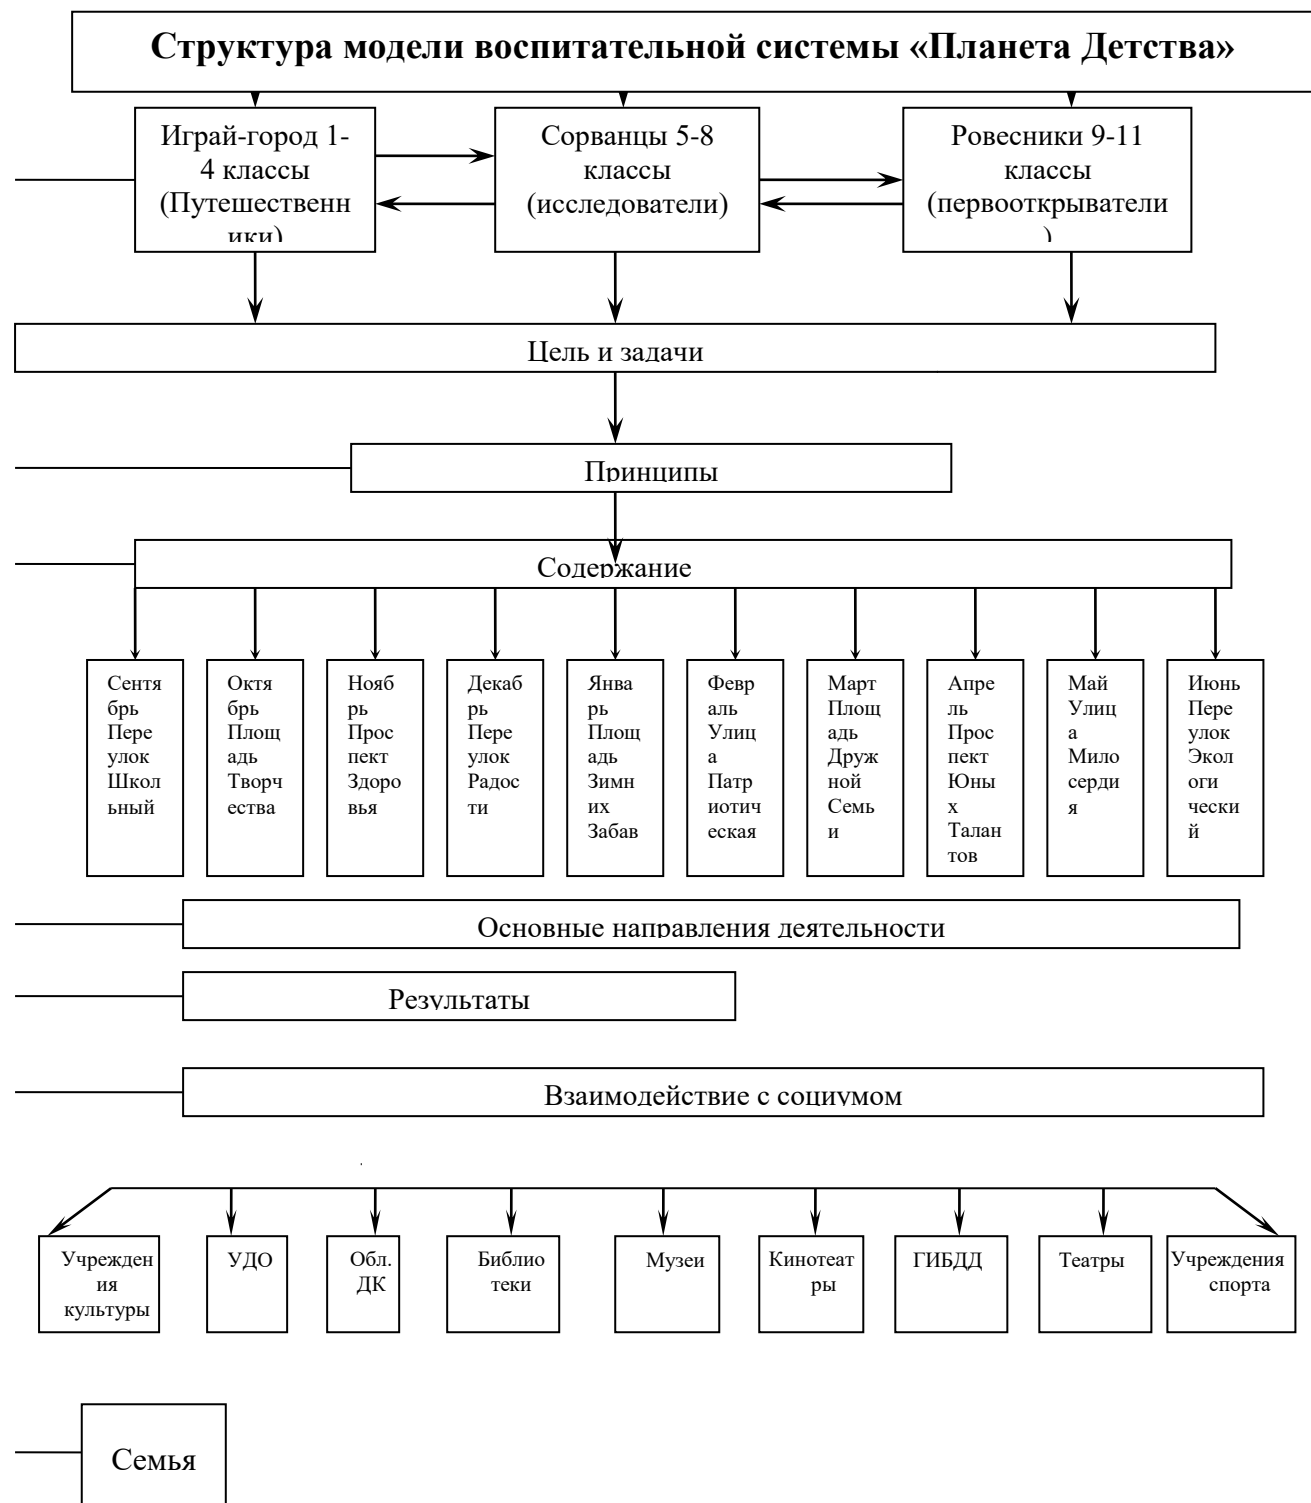 Структура модели воспитательной системы «Планета Детства»
Играй-город 1-
4 классы
(Путешественн
ики)
Сорванцы 5-8
классы
(исследователи)
Ровесники 9-11
классы
(первооткрыватели
)
Цель и задачи
Принципы
Содержание
Сентя
брь
Пере
улок
Школ
ьный
Октя
брь
Площ
адь
Творч
ества
Нояб
рь
Прос
пект
Здоро
вья
Декаб
рь
Пере
улок
Радос
ти
Янва
рь
Площ
адь
Зимн
их
Забав
Февр
аль
Улиц
а
Патр
иотич
еская
Март
Площ
адь
Друж
ной
Семь
и
Апре
ль
Прос
пект
Юны
х
Талан
тов
Май
Улиц
а
Мило
серди
я
Июнь
Пере
улок
Экол
оги
чески
й
Основные направления деятельности
Результаты
Взаимодействие с социумом
Учрежден
ия
культуры
УДО
Обл.
ДК
Библио
теки
Музеи
Кинотеат
ры
ГИБДД
Театры
Учреждения
спорта
Семья